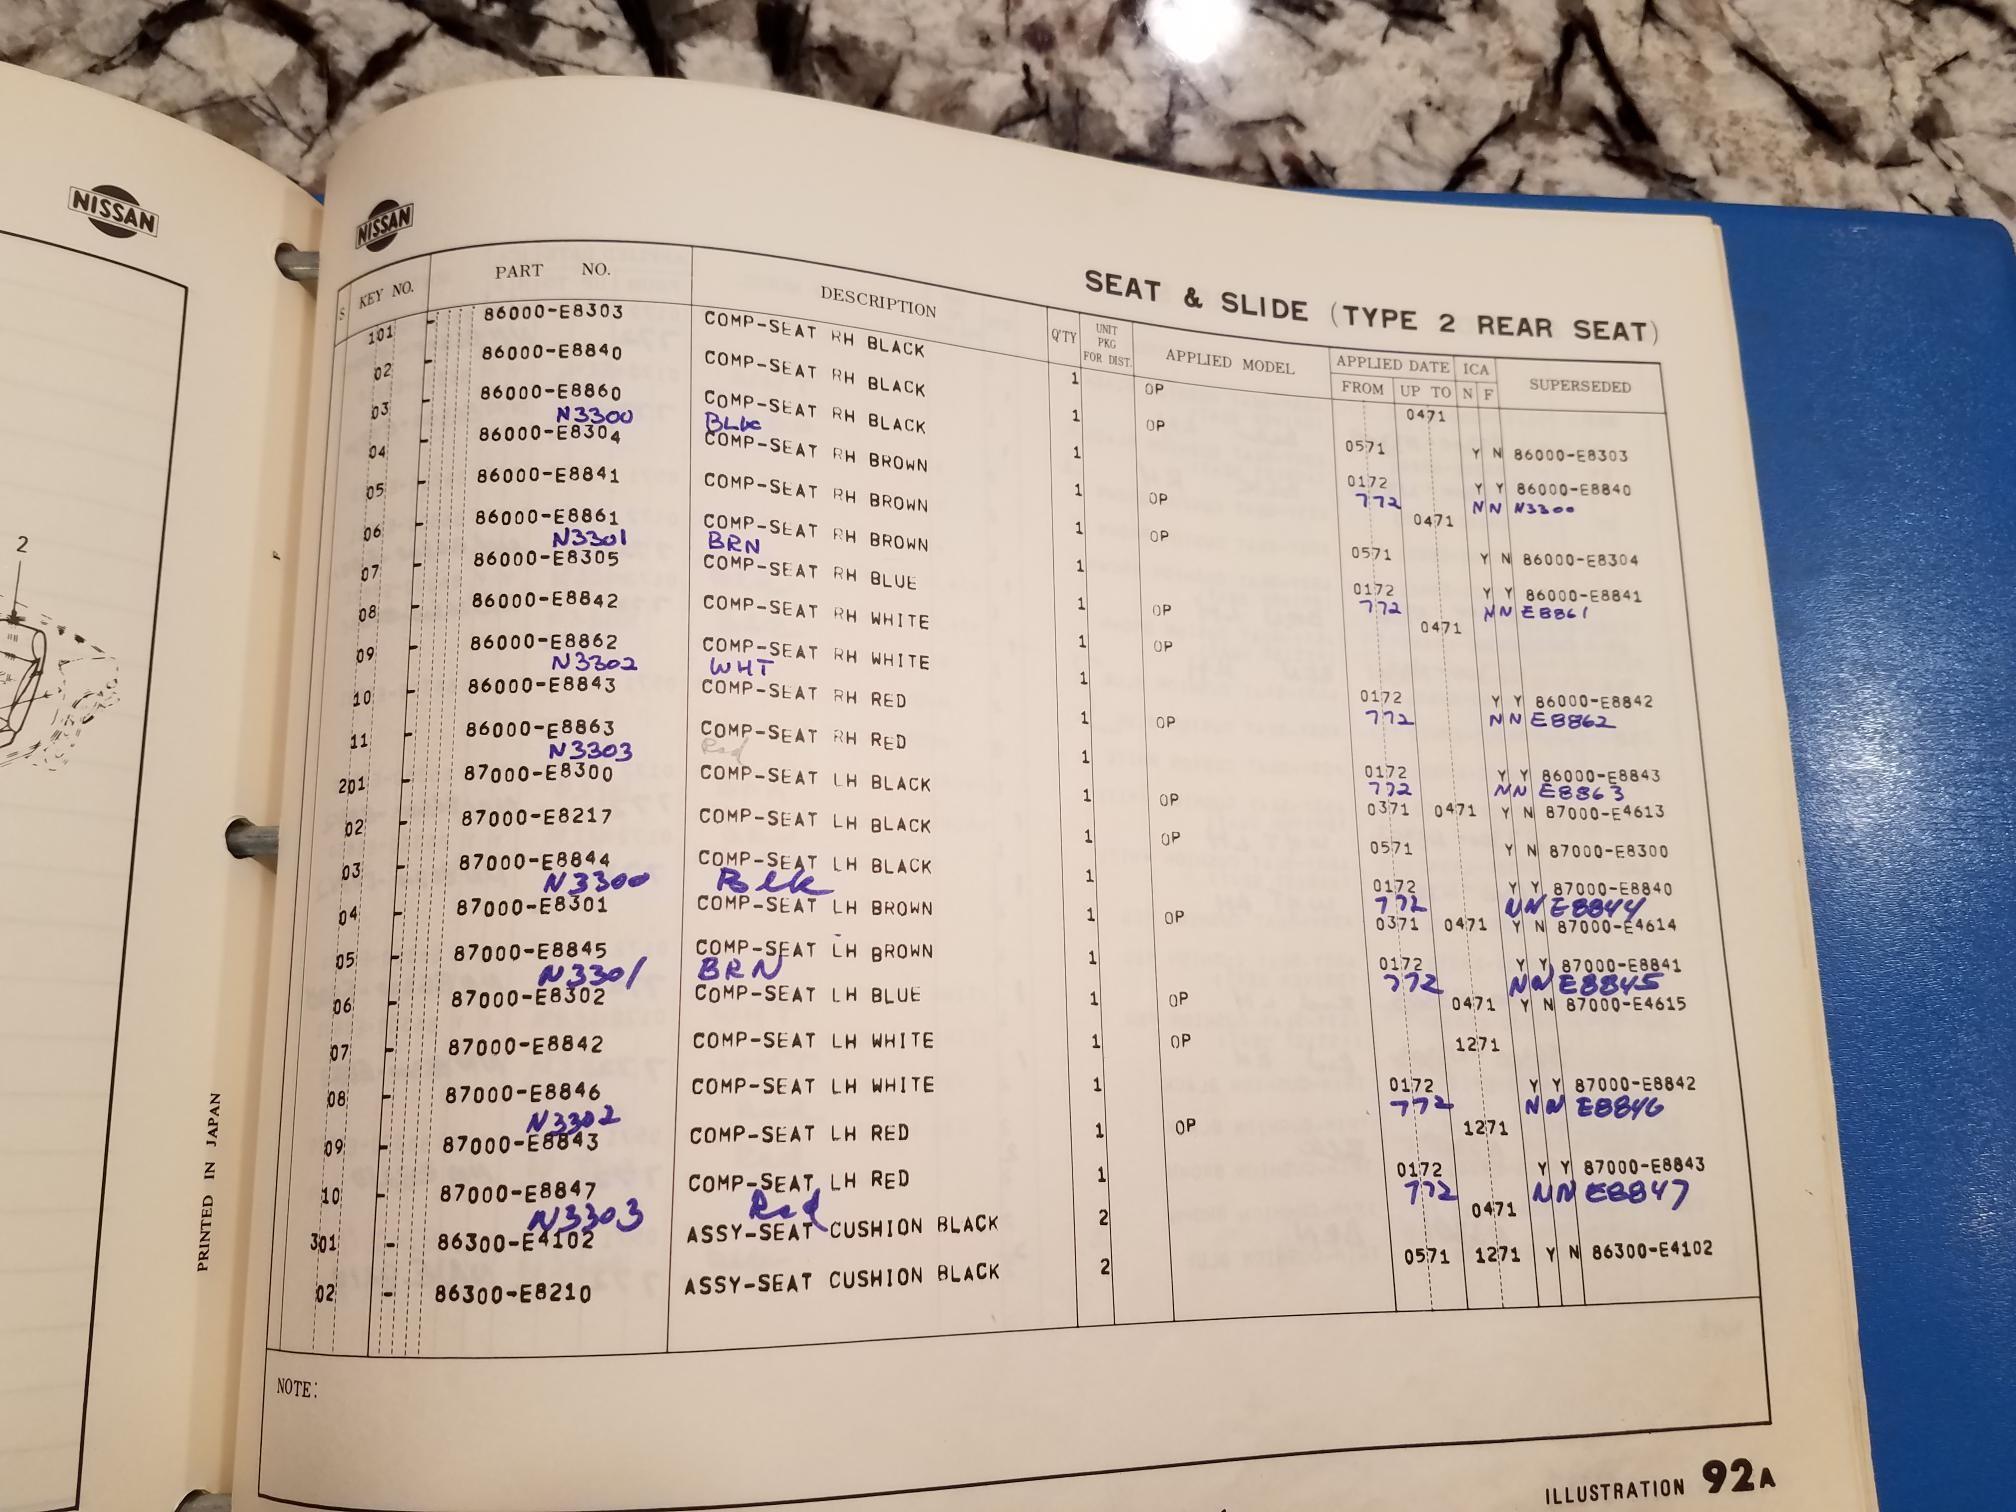 NISSAN
2
PRINTED IN JAPAN
NISSAN
SEAT & SLIDE (TYPE 2 REAR SEAT)
S KEY NO. PART NO. DESCRIPTION Q'TY UNIT PKG FOR DIST. APPLIED MODEL APPLIED DATE ICA SUPERSEDED
FROM UP TO N F
101 - 86000-E8303 COMP-SEAT RH BLACK 1 OP 0471
02 - 86000-E8840 COMP-SEAT RH BLACK 1 OP 0571 Y N 86000-E8303
03 - 86000-E8860 COMP-SEAT RH BLACK 1 0172 Y Y 86000-E8840
N3300 BLK 772 N N N3300
04 - 86000-E8304 COMP-SEAT RH BROWN 1 OP 0471
05 - 86000-E8841 COMP-SEAT RH BROWN 1 OP 0571 Y N 86000-E8304
06 - 86000-E8861 COMP-SEAT RH BROWN 1 0172 Y Y 86000-E8841
N3301 BRN 772 N N E8861
07 - 86000-E8305 COMP-SEAT RH BLUE 1 OP 0471
08 - 86000-E8842 COMP-SEAT RH WHITE 1 OP
09 - 86000-E8862 COMP-SEAT RH WHITE 1 0172 Y Y 86000-E8842
N3302 WHT 772 N N E8862
10 - 86000-E8843 COMP-SEAT RH RED 1 OP
11 - 86000-E8863 COMP-SEAT RH RED 1 0172 Y Y 86000-E8843
N3303 Red 772 N N E8863
201 - 87000-E8300 COMP-SEAT LH BLACK 1 OP 0371 0471 Y N 87000-E4613
02 - 87000-E8217 COMP-SEAT LH BLACK 1 OP 0571 Y N 87000-E8300
03 - 87000-E8844 COMP-SEAT LH BLACK 1 0172 Y Y 87000-E8840
N3300 Blk 772 N N E8844
04 - 87000-E8301 COMP-SEAT LH BROWN 1 OP 0371 0471 Y N 87000-E4614
05 - 87000-E8845 COMP-SEAT LH BROWN 1 0172 Y Y 87000-E8841
N3301 BRN 772 N N E8845
06 - 87000-E8302 COMP-SEAT LH BLUE 1 OP 0471 Y N 87000-E4615
07 - 87000-E8842 COMP-SEAT LH WHITE 1 OP 1271
08 - 87000-E8846 COMP-SEAT LH WHITE 1 0172 Y Y 87000-E8842
N3302 772 N N E8846
09 - 87000-E8843 COMP-SEAT LH RED 1 OP 1271
10 - 87000-E8847 COMP-SEAT LH RED 1 0172 Y Y 87000-E8843
N3303 Red 772 N N E8847
301 - 86300-E4102 ASSY-SEAT CUSHION BLACK 2 0471
02 - 86300-E8210 ASSY-SEAT CUSHION BLACK 2 0571 1271 Y N 86300-E4102
NOTE:
ILLUSTRATION 92A